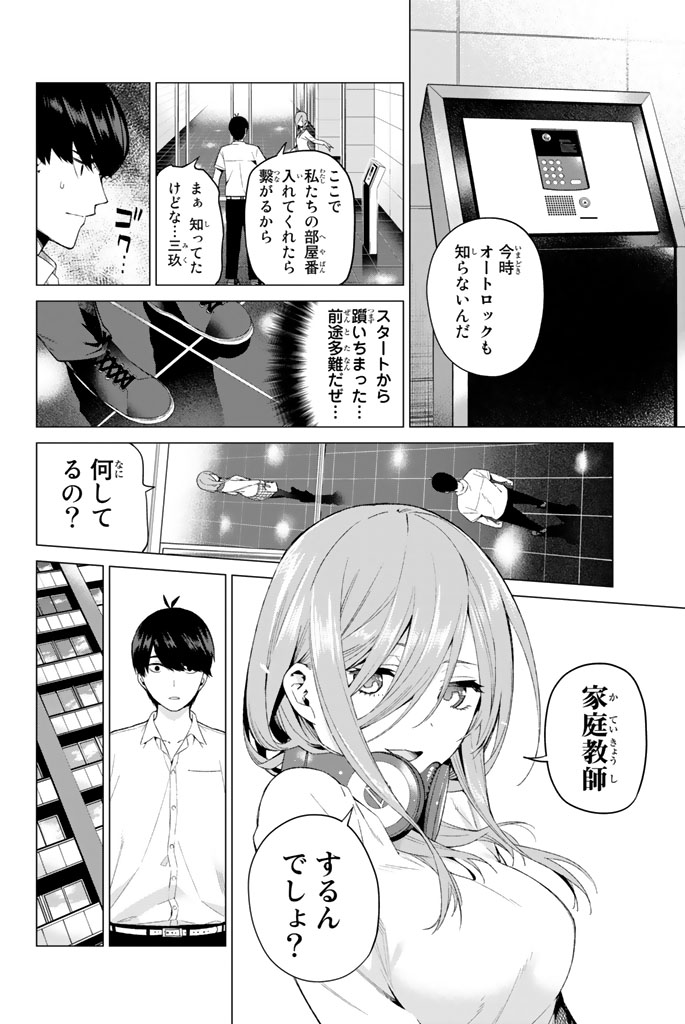 今時
オートロックも
知らないんだ
ここで
私たちの部屋番
入れてくれたら
繋がるから
まぁ 知ってた
けどな…三玖
ゴク…
スタートから
躓いちまった…
前途多難だぜ…
何して
るの？
家庭教師
するん
でしょ？